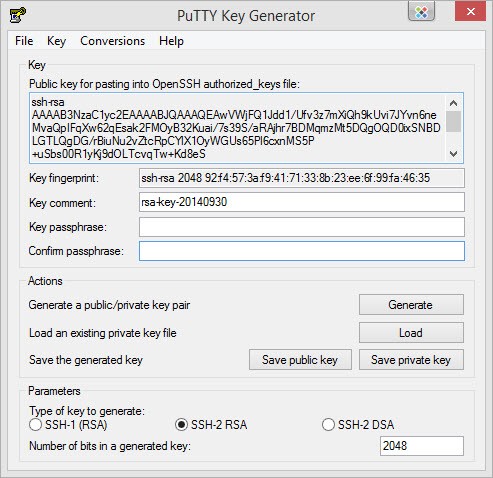 PuTTY Key Generator
File Key Conversions Help
Key
Public key for pasting into OpenSSH authorized_keys file:
ssh-rsa
AAAAB3NzaC1yc2EAAAABJQAAAQEAwVWjFQ1Jdd1/Ufv3z7mXiQh9kUvi7JYvn6ne
MvaQpIFqXw62qEsak2FMOyB32Kuai/7s39S/aRAjhr7BDMqmzMt5DQgOQD0ixSNBD
LGTLQgDG/rBiuNu2vZtcRpCYIX1OyWGUs65Pl6cxnMS5P
+uSbs00R1yKj9dOLTcvqTw+Kd8eS
Key fingerprint: ssh-rsa 2048 92:f4:57:3a:f9:41:71:33:8b:23:ee:6f:99:fa:46:35
Key comment: rsa-key-20140930
Key passphrase:
Confirm passphrase:
Actions
Generate a public/private key pair Generate
Load an existing private key file Load
Save the generated key Save public key Save private key
Parameters
Type of key to generate:
SSH-1 (RSA) SSH-2 RSA SSH-2 DSA
Number of bits in a generated key: 2048